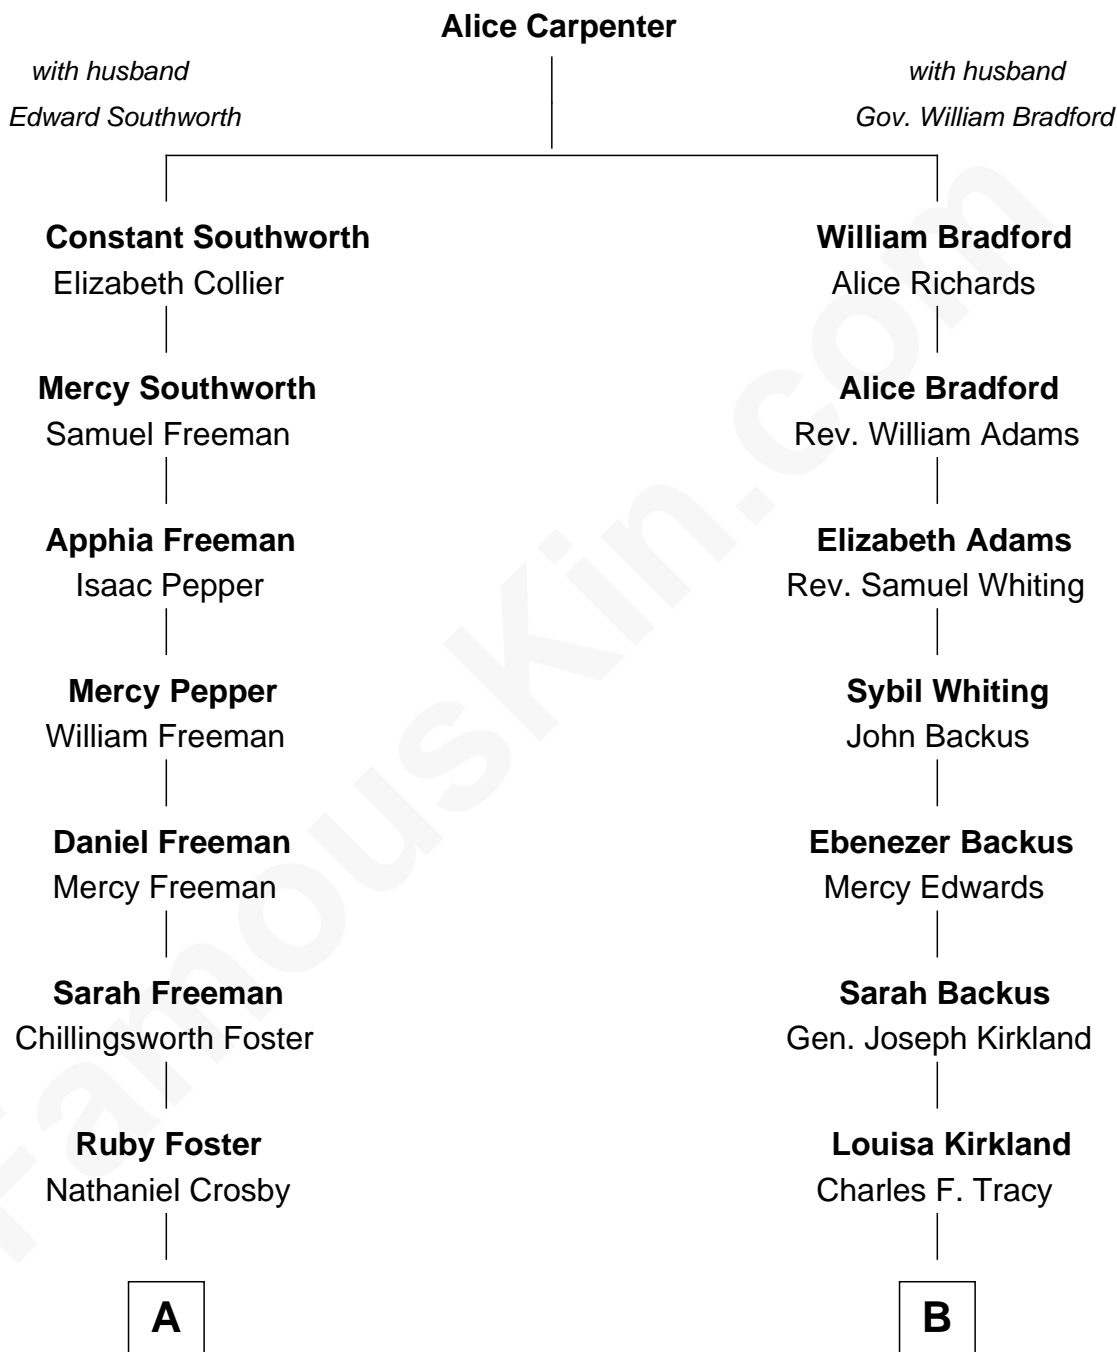 Alice Carpenter
with husband
Edward Southworth
with husband
Gov. William Bradford
Constant Southworth
Elizabeth Collier
Mercy Southworth
Samuel Freeman
Apphia Freeman
Isaac Pepper
Mercy Pepper
William Freeman
Daniel Freeman
Mercy Freeman
Sarah Freeman
Chillingsworth Foster
Ruby Foster
Nathaniel Crosby
A
William Bradford
Alice Richards
Alice Bradford
Rev. William Adams
Elizabeth Adams
Rev. Samuel Whiting
Sybil Whiting
John Backus
Ebenezer Backus
Mercy Edwards
Sarah Backus
Gen. Joseph Kirkland
Louisa Kirkland
Charles F. Tracy
B
FamousKin.com